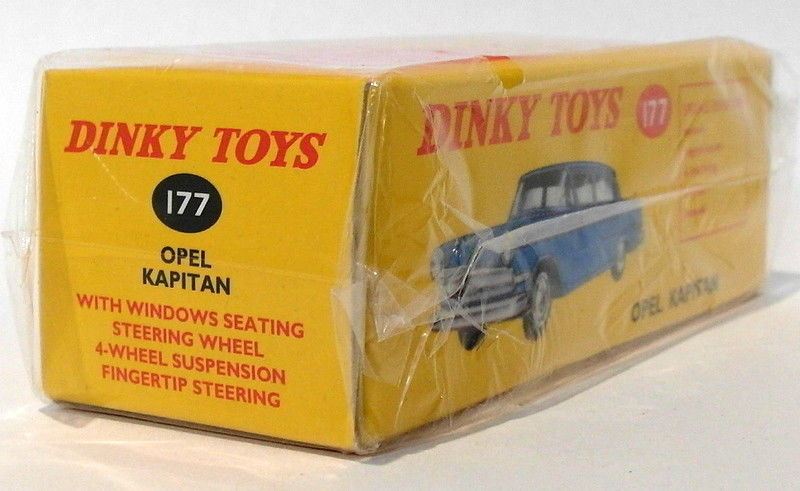 DINKY TOYS
177
OPEL
KAPITAN
WITH WINDOWS SEATING
STEERING WHEEL
4-WHEEL SUSPENSION
FINGERTIP STEERING
DINKY TOYS
177
OPEL KAPITAN